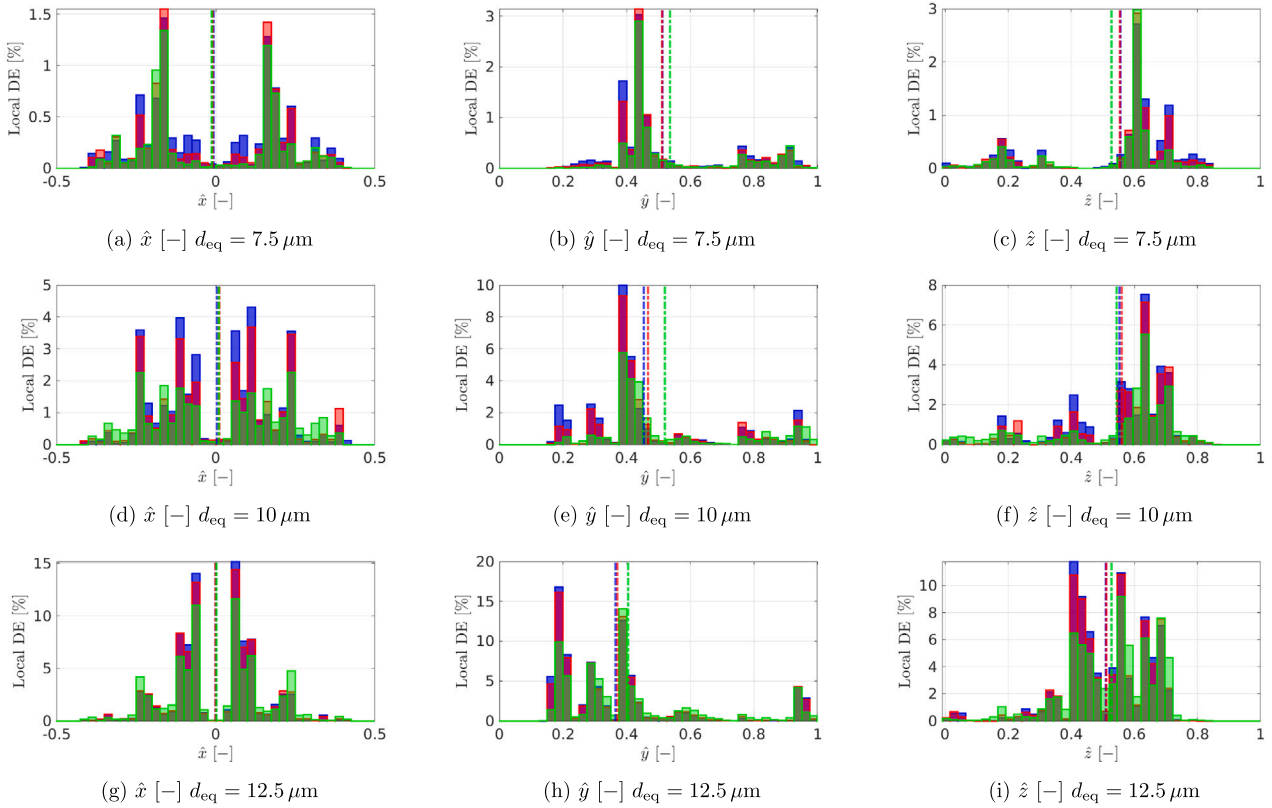 Local DE [%]
1.5
1
0.5
0
-0.5 0 0.5
x̂ [−]
(a) x̂ [−] d_eq = 7.5 μm
Local DE [%]
3
2
1
0
0 0.2 0.4 0.6 0.8 1
ŷ [−]
(b) ŷ [−] d_eq = 7.5 μm
Local DE [%]
3
2
1
0
0 0.2 0.4 0.6 0.8 1
ẑ [−]
(c) ẑ [−] d_eq = 7.5 μm
Local DE [%]
5
4
3
2
1
0
-0.5 0 0.5
x̂ [−]
(d) x̂ [−] d_eq = 10 μm
Local DE [%]
10
8
6
4
2
0
0 0.2 0.4 0.6 0.8 1
ŷ [−]
(e) ŷ [−] d_eq = 10 μm
Local DE [%]
8
6
4
2
0
0 0.2 0.4 0.6 0.8 1
ẑ [−]
(f) ẑ [−] d_eq = 10 μm
Local DE [%]
15
10
5
0
-0.5 0 0.5
x̂ [−]
(g) x̂ [−] d_eq = 12.5 μm
Local DE [%]
20
15
10
5
0
0 0.2 0.4 0.6 0.8 1
ŷ [−]
(h) ŷ [−] d_eq = 12.5 μm
Local DE [%]
10
8
6
4
2
0
0 0.2 0.4 0.6 0.8 1
ẑ [−]
(i) ẑ [−] d_eq = 12.5 μm